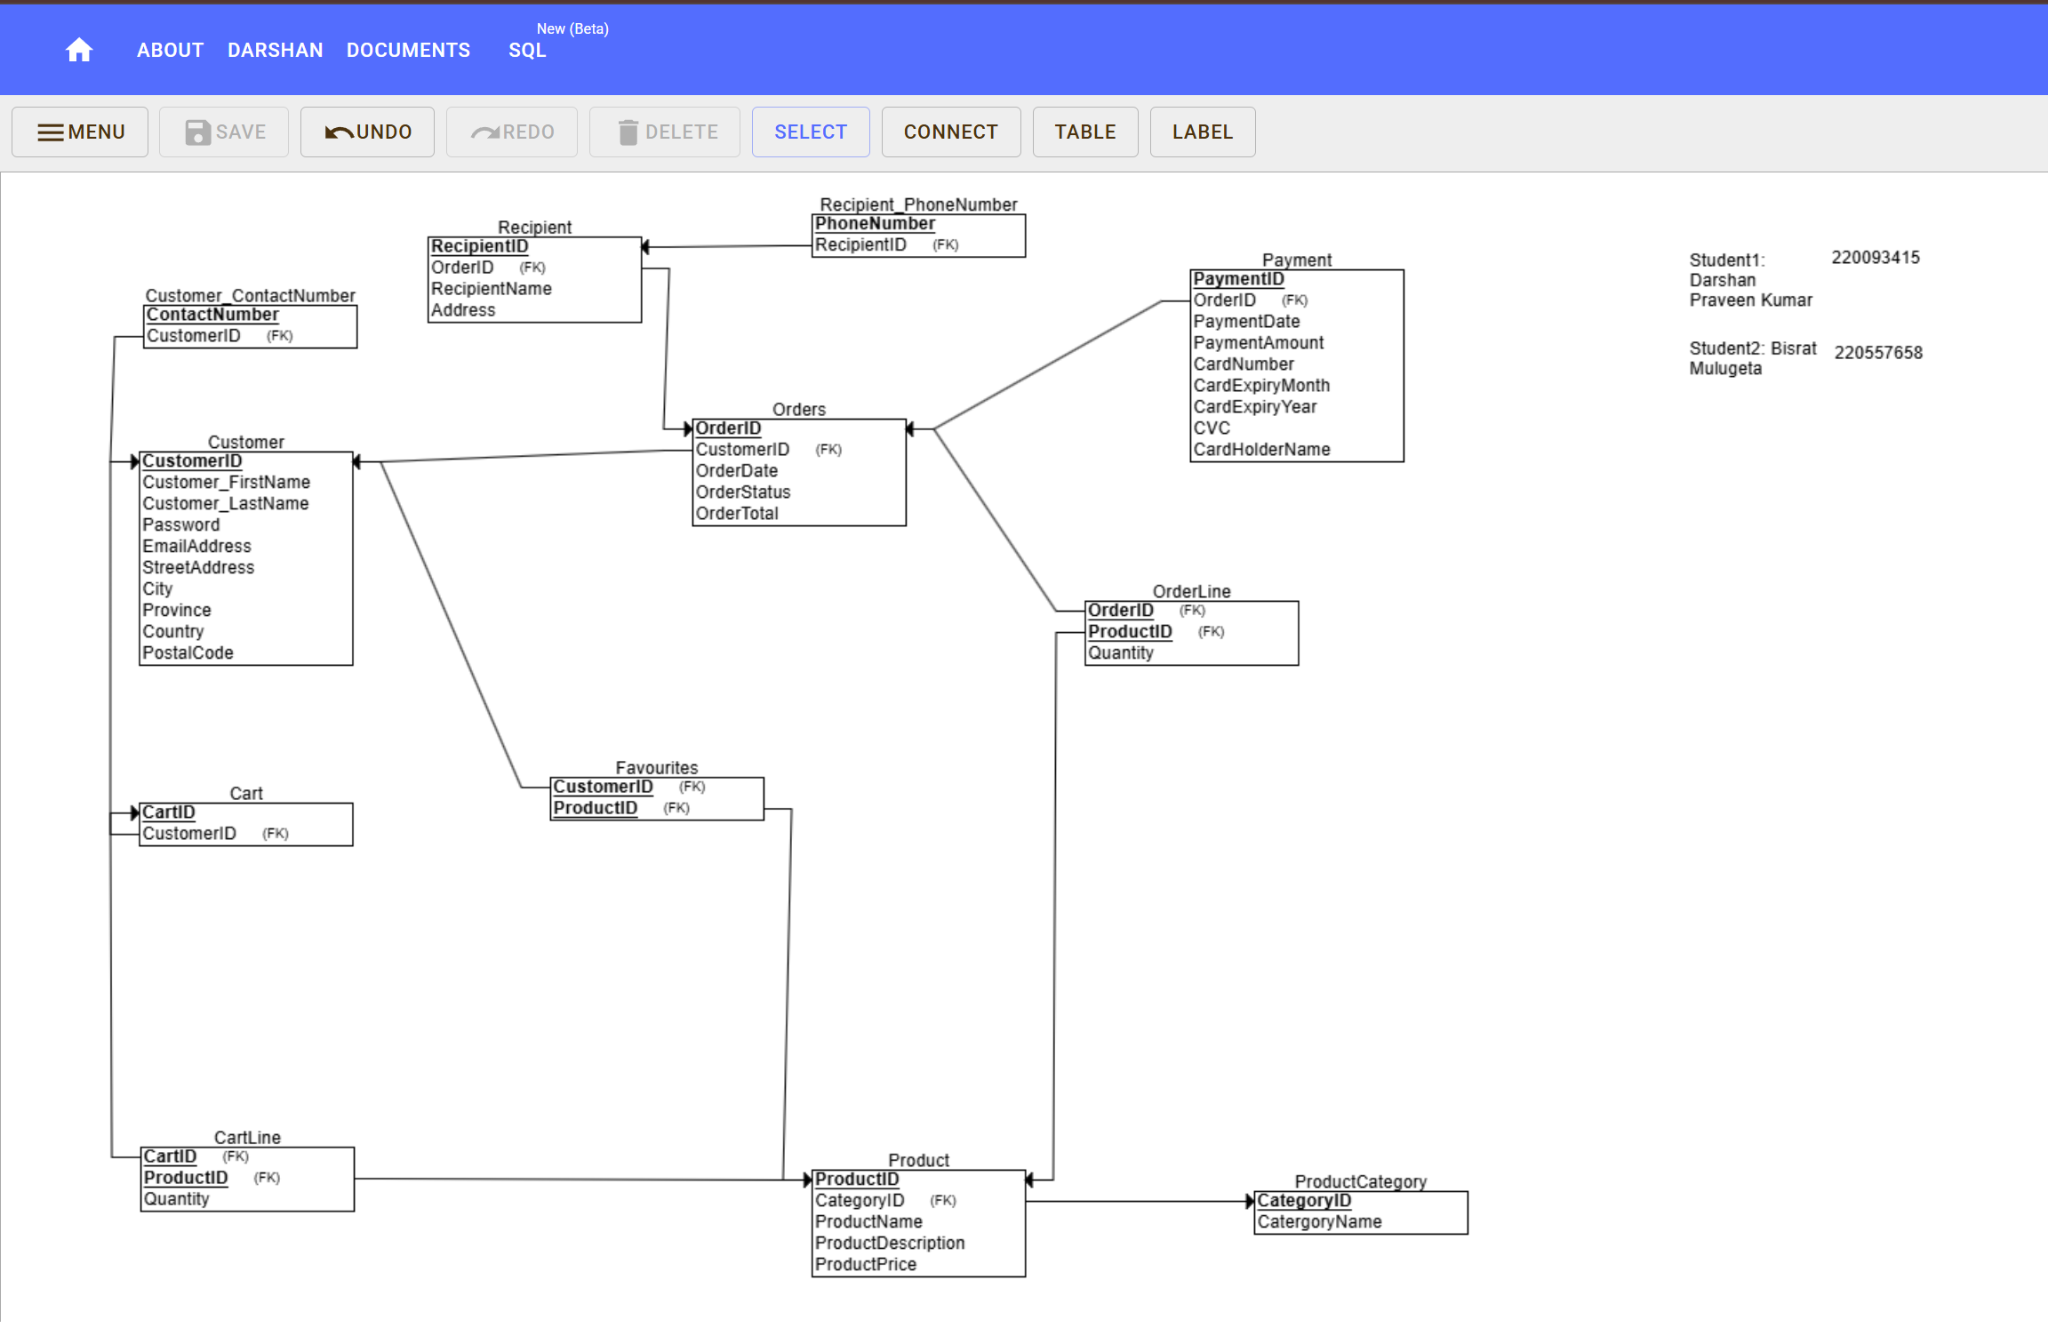 New (Beta)
ABOUT DARSHAN DOCUMENTS SQL
MENU SAVE UNDO REDO DELETE SELECT CONNECT TABLE LABEL
Recipient_PhoneNumber
PhoneNumber
RecipientID (FK)
Recipient
RecipientID
OrderID (FK)
RecipientName
Address
Payment
PaymentID
OrderID (FK)
PaymentDate
PaymentAmount
CardNumber
CardExpiryMonth
CardExpiryYear
CVC
CardHolderName
Student1: 220093415
Darshan
Praveen Kumar
Student2: Bisrat 220557658
Mulugeta
Customer_ContactNumber
ContactNumber
CustomerID (FK)
Orders
OrderID
CustomerID (FK)
OrderDate
OrderStatus
OrderTotal
Customer
CustomerID
Customer_FirstName
Customer_LastName
Password
EmailAddress
StreetAddress
City
Province
Country
PostalCode
OrderLine
OrderID (FK)
ProductID (FK)
Quantity
Favourites
CustomerID (FK)
ProductID (FK)
Cart
CartID
CustomerID (FK)
CartLine
CartID (FK)
ProductID (FK)
Quantity
Product
ProductID
CategoryID (FK)
ProductName
ProductDescription
ProductPrice
ProductCategory
CategoryID
CatergoryName